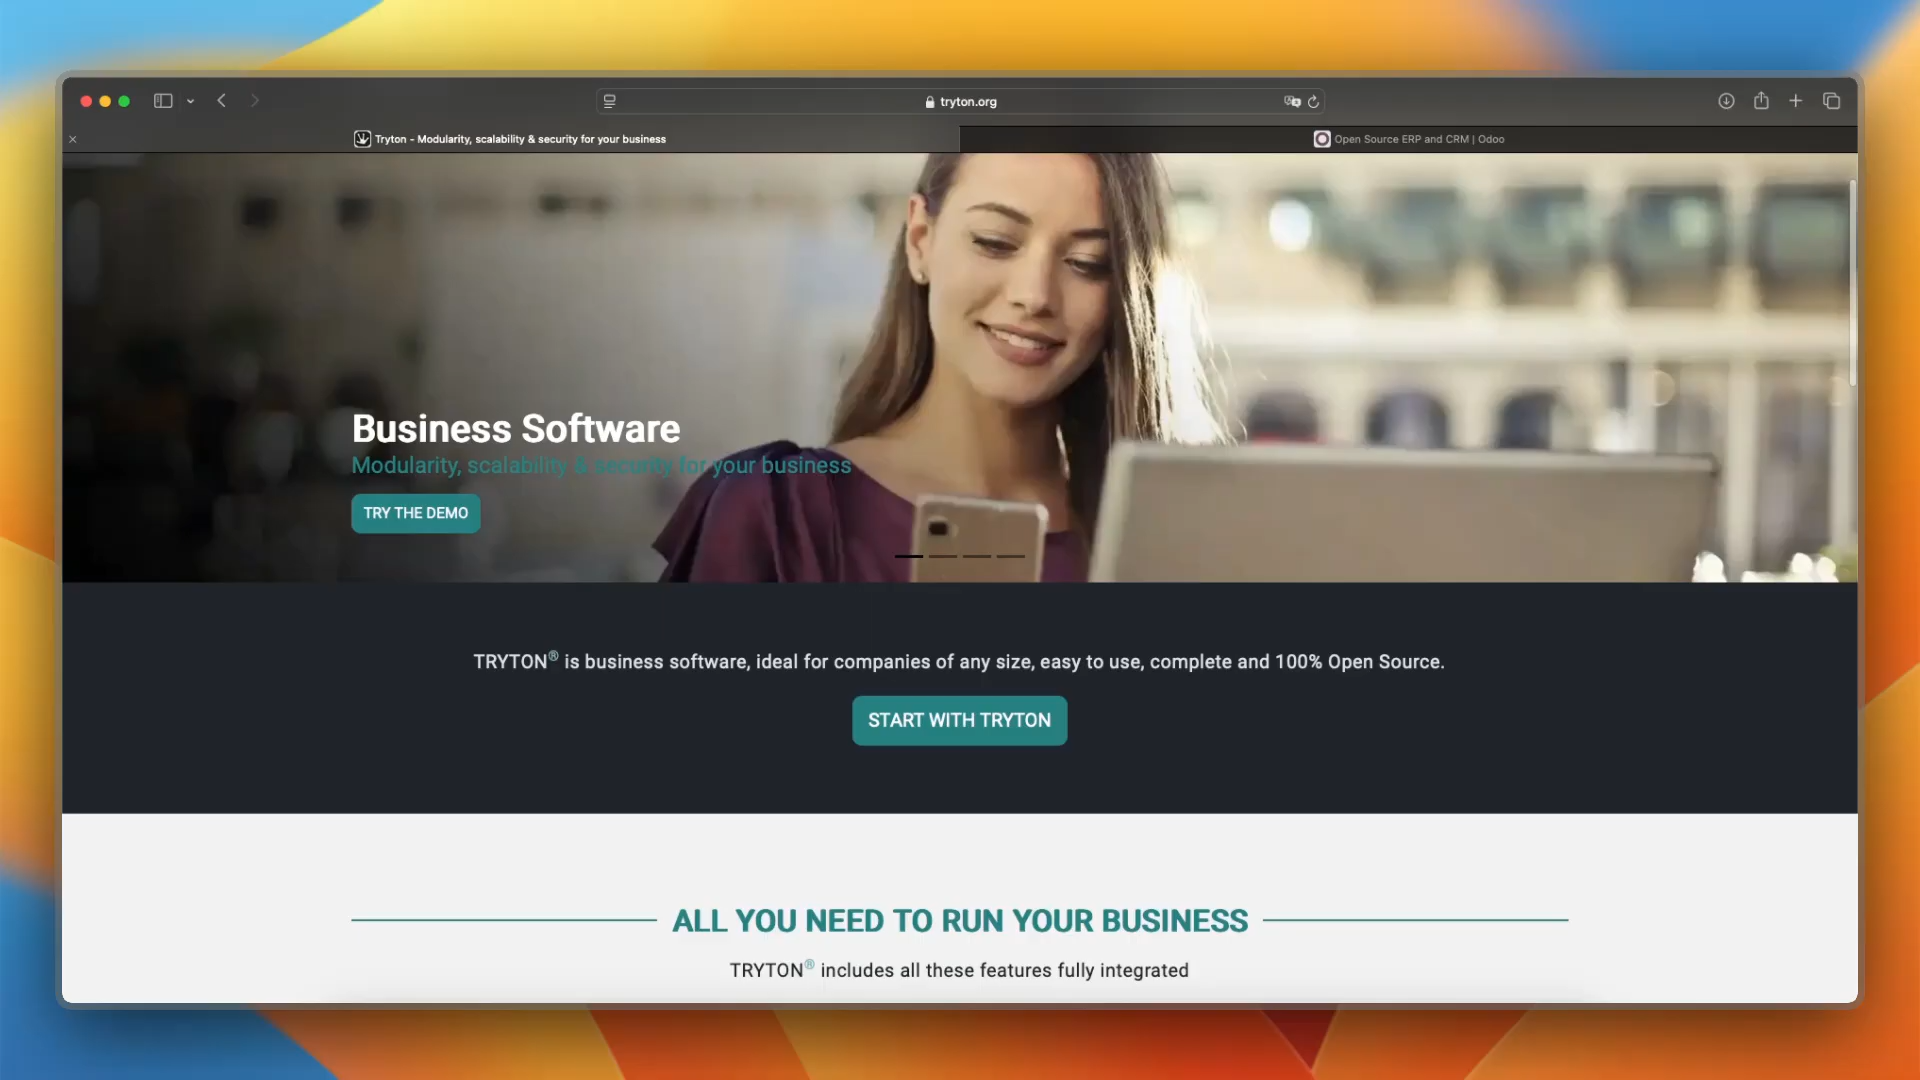 tryton.org
Tryton - Modularity, scalability & security for your business
Open Source ERP and CRM | Odoo
Business Software
Modularity, scalability & security for your business
TRY THE DEMO
TRYTON® is business software, ideal for companies of any size, easy to use, complete and 100% Open Source.
START WITH TRYTON
ALL YOU NEED TO RUN YOUR BUSINESS
TRYTON® includes all these features fully integrated